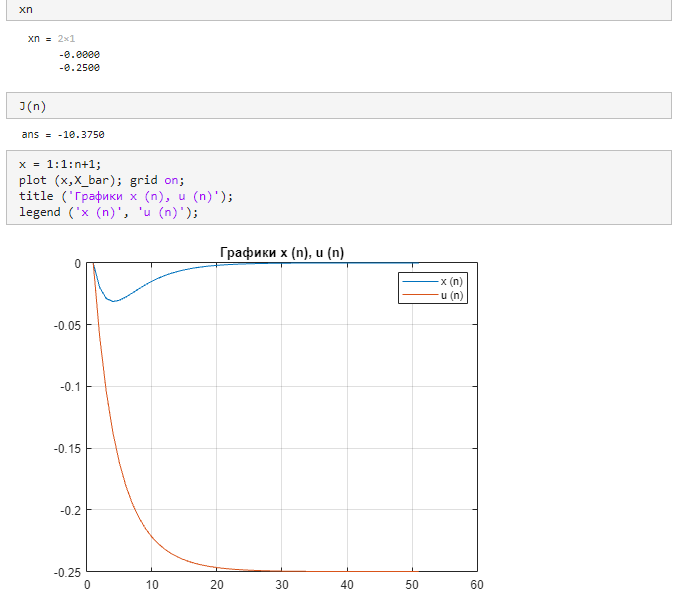 xn
xn = 2×1
-0.0000
-0.2500
J(n)
ans = -10.3750
x = 1:1:n+1;
plot (x,X_bar); grid on;
title ('Графики x (n), u (n)');
legend ('x (n)', 'u (n)');
Графики x (n), u (n)
0
x (n)
u (n)
-0.05
-0.1
-0.15
-0.2
-0.25
0 10 20 30 40 50 60